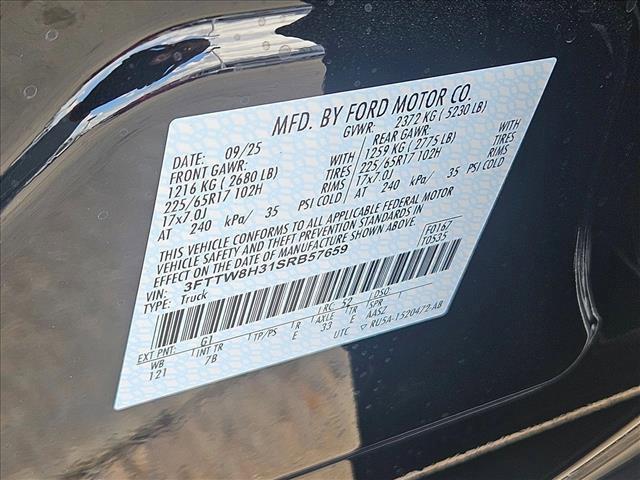 MFD. BY FORD MOTOR CO.
DATE: 09/25 GVWR: 2372 KG ( 5230 LB)
FRONT GAWR: REAR GAWR:
1216 KG ( 2680 LB) WITH 1259 KG ( 2775 LB) WITH
225/65R17 102H TIRES 225/65R17 102H TIRES
17x7.0J RIMS 17x7.0J RIMS
AT 240 kPa/ 35 PSI COLD AT 240 kPa/ 35 PSI COLD
THIS VEHICLE CONFORMS TO ALL APPLICABLE FEDERAL MOTOR
VEHICLE SAFETY AND THEFT PREVENTION STANDARDS IN
EFFECT ON THE DATE OF MANUFACTURE SHOWN ABOVE.
VIN: 3FTTW8H31SRB57659 F0167
TYPE: Truck T0535
EXT PNT: G1 RC: 52 DSO:
WB INT TR TP/PS R AXLE TR SPR
121 7B E 33 E AASZ
UTC ▽ RU5A-1520472-AB